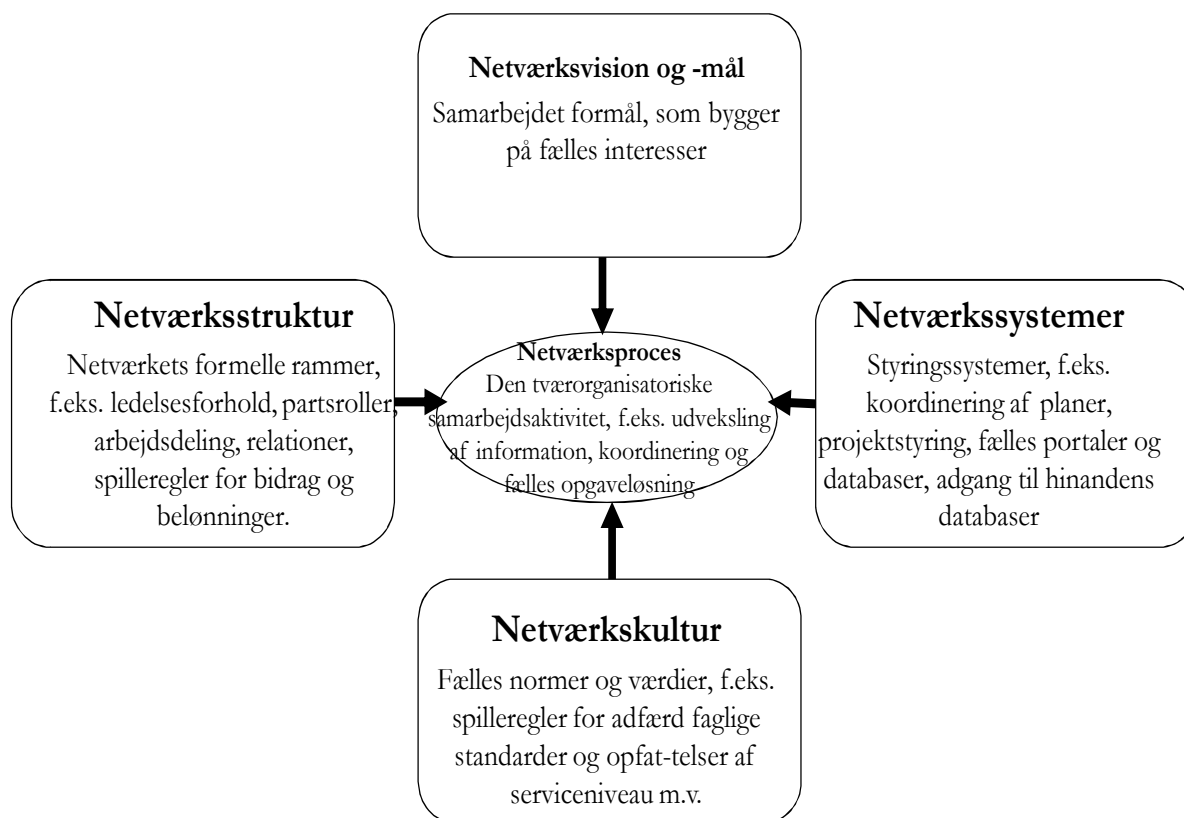 Netværksvision og -mål
Samarbejdet formål, som bygger
på fælles interesser
Netværksstruktur
Netværkets formelle rammer,
f.eks. ledelsesforhold, partsroller,
arbejdsdeling, relationer,
spilleregler for bidrag og
belønninger.
Netværksproces
Den tværorganisatoriske
samarbejdsaktivitet, f.eks. udveksling
af information, koordinering og
fælles opgaveløsning
Netværkssystemer
Styringssystemer, f.eks.
koordinering af planer,
projektstyring, fælles portaler og
databaser, adgang til hinandens
databaser
Netværkskultur
Fælles normer og værdier, f.eks.
spilleregler for adfærd faglige
standarder og opfat-telser af
serviceniveau m.v.